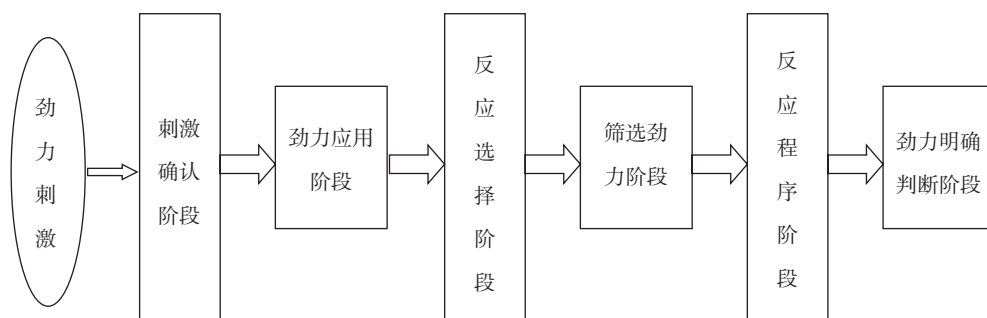 劲力刺激
刺激
确认
阶段
劲力应用
阶段
反应选择阶段
筛选劲
力阶段
反应程序阶段
劲力明确
判断阶段